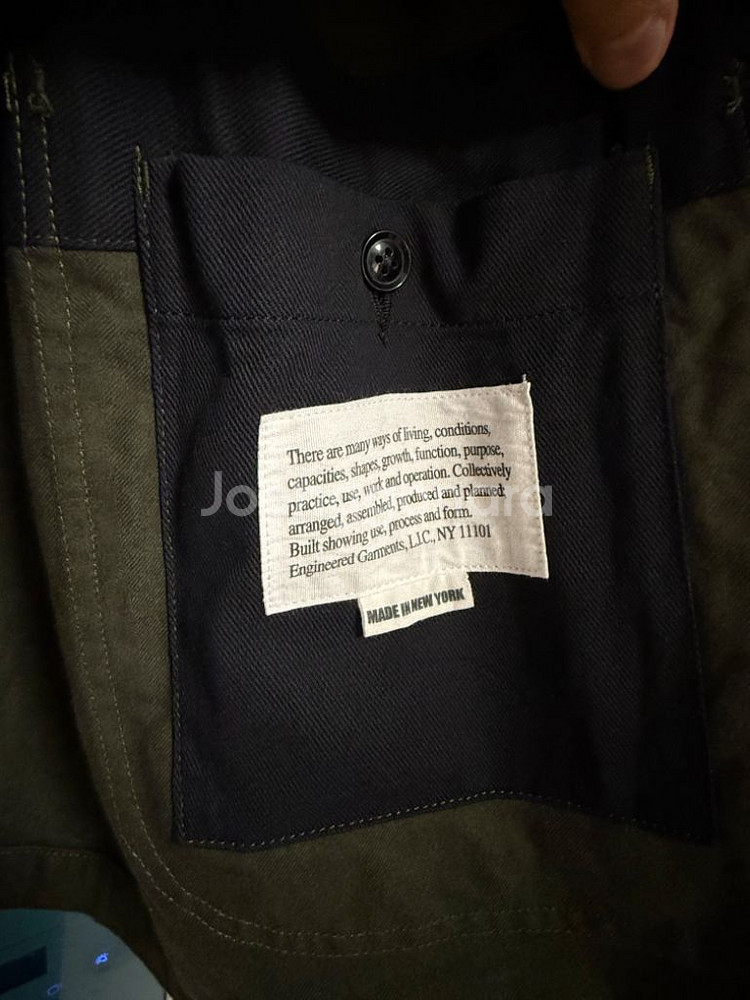 There are many ways of living, conditions,
capacities, shapes, growth, function, purpose,
practice, use, work and operation. Collectively
arranged, assembled, produced and planned:
Built showing use, process and form.
Engineered Garments, L.I.C., NY 11101
MADE IN NEW YORK